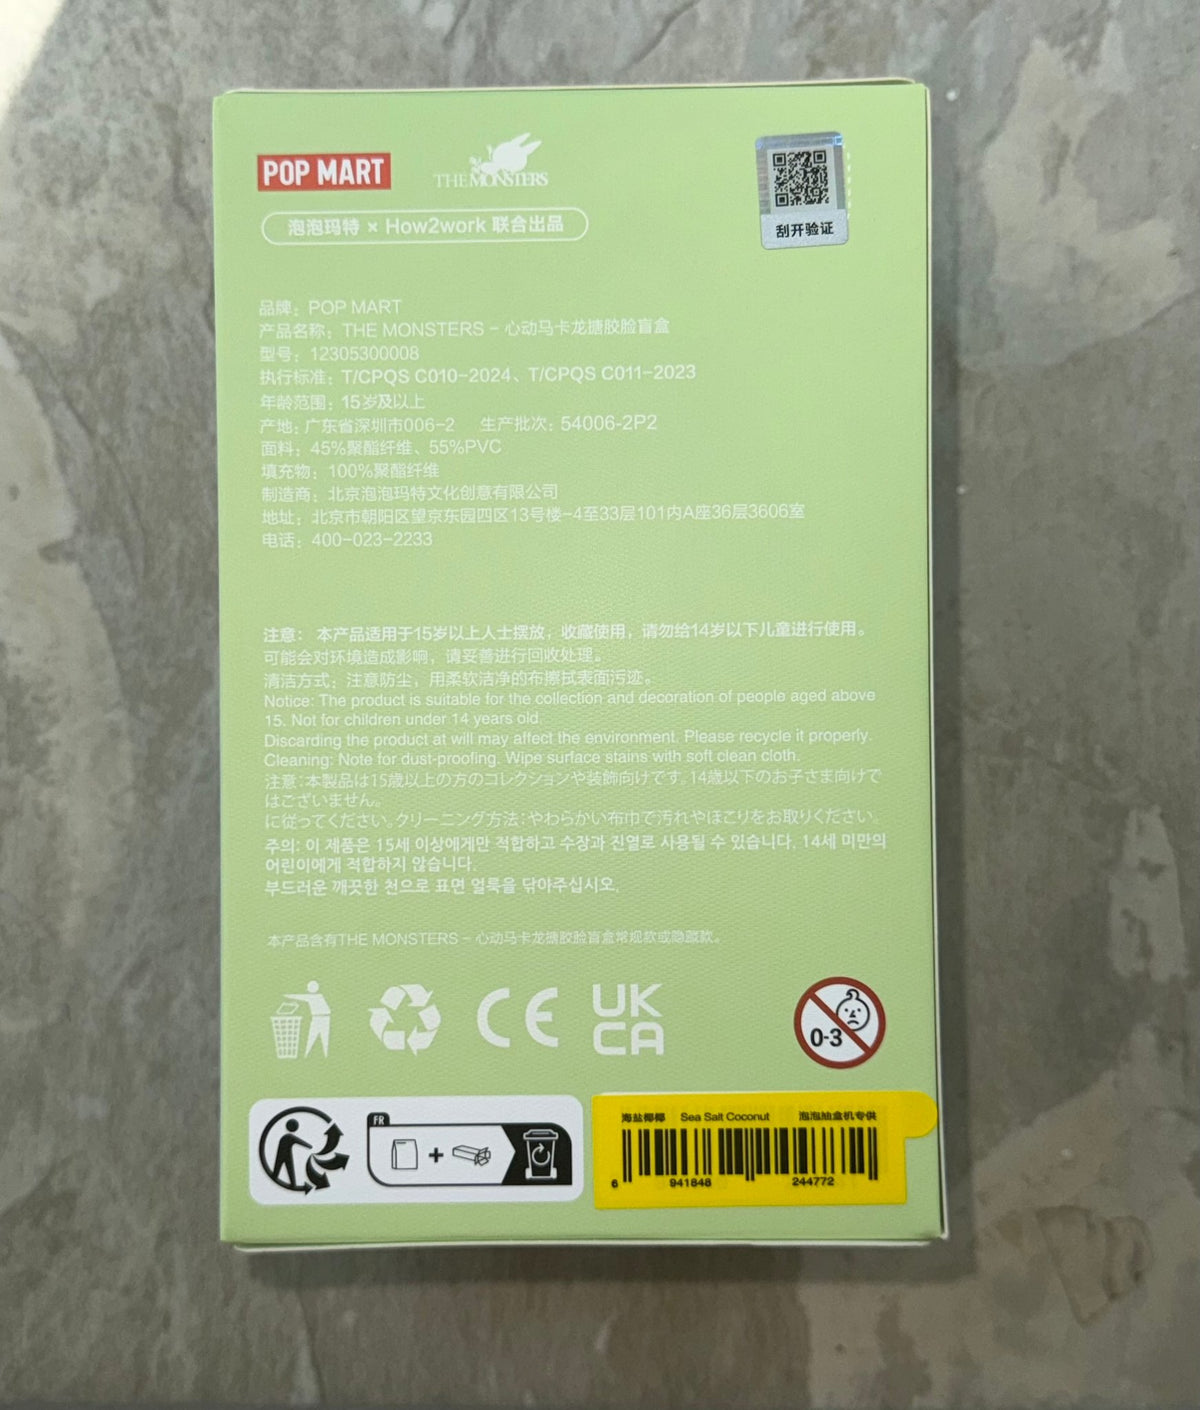 POP MART
THE MONSTERS
泡泡玛特 × How2work 联合出品
刮开验证
品牌：POP MART
产品名称：THE MONSTERS – 心动马卡龙搪胶脸盲盒
型号：12305300008
执行标准：T/CPQS C010-2024、T/CPQS C011-2023
年龄范围：15岁及以上
产地：广东省深圳市006-2 生产批次：54006-2P2
面料：45%聚酯纤维、55%PVC
填充物：100%聚酯纤维
制造商：北京泡泡玛特文化创意有限公司
地址：北京市朝阳区望京东园四区13号楼-4至33层101内A座36层3606室
电话：400-023-2233
注意： 本产品适用于15岁以上人士摆放，收藏使用，请勿给14岁以下儿童进行使用。
可能会对环境造成影响，请妥善进行回收处理。
清洁方式：注意防尘，用柔软洁净的布擦拭表面污迹。
Notice: The product is suitable for the collection and decoration of people aged above
15. Not for children under 14 years old
Discarding the product at will may affect the environment. Please recycle it properly.
Cleaning: Note for dust-proofing. Wipe surface stains with soft clean cloth.
注意：本製品は15歳以上の方のコレクションや装飾向けです。14歳以下のお子さま向けで
はございません。
に従ってください。クリーニング方法：やわらかい布巾で汚れやほこりをお取りください。
주의: 이 제품은 15세 이상에게만 적합하고 수장과 진열로 사용될 수 있습니다, 14세 미만의
어린이에게 적합하지 않습니다.
부드러운 깨끗한 천으로 표면 얼룩을 닦아주십시오.
本产品含有THE MONSTERS – 心动马卡龙搪胶脸盲盒常规款或隐藏款。
CE
UK
CA
0-3
FR
海盐椰椰 Sea Salt Coconut 泡泡抽盒机专供
6 941848 244772